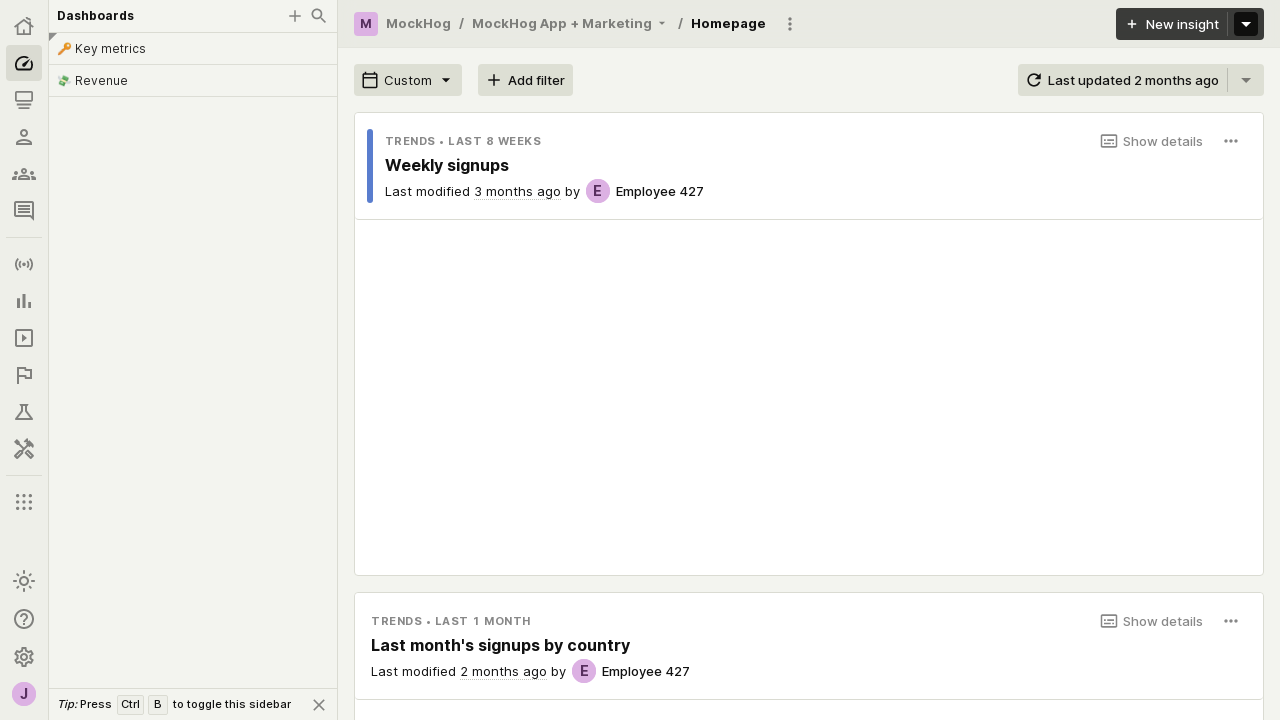 Dashboards
🔑 Key metrics
💸 Revenue
Tip: Press Ctrl B to toggle this sidebar
J
M MockHog / MockHog App + Marketing / Homepage
New insight
Custom
Add filter
Last updated 2 months ago
TRENDS • LAST 8 WEEKS
Show details
Weekly signups
Last modified 3 months ago by E Employee 427
TRENDS • LAST 1 MONTH
Show details
Last month's signups by country
Last modified 2 months ago by E Employee 427